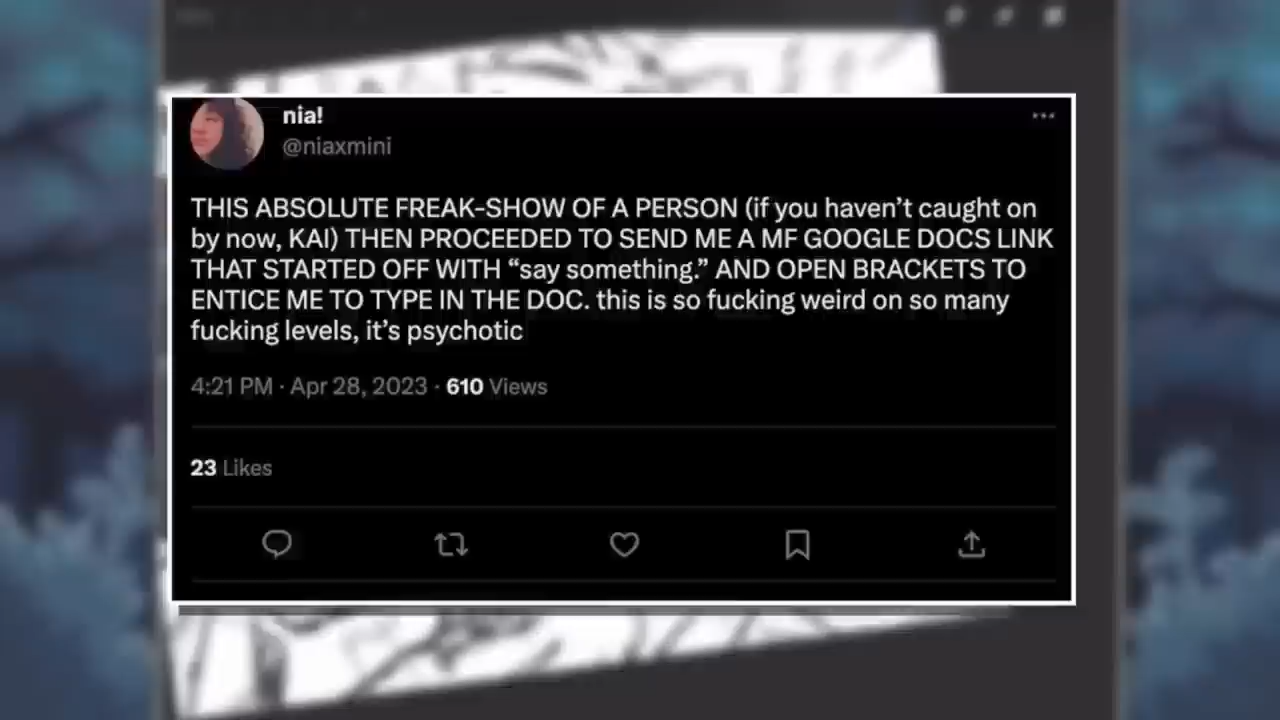 nia!
@niaxmini
THIS ABSOLUTE FREAK-SHOW OF A PERSON (if you haven’t caught on
by now, KAI) THEN PROCEEDED TO SEND ME A MF GOOGLE DOCS LINK
THAT STARTED OFF WITH “say something.” AND OPEN BRACKETS TO
ENTICE ME TO TYPE IN THE DOC. this is so fucking weird on so many
fucking levels, it’s psychotic
4:21 PM · Apr 28, 2023 · 610 Views
23 Likes